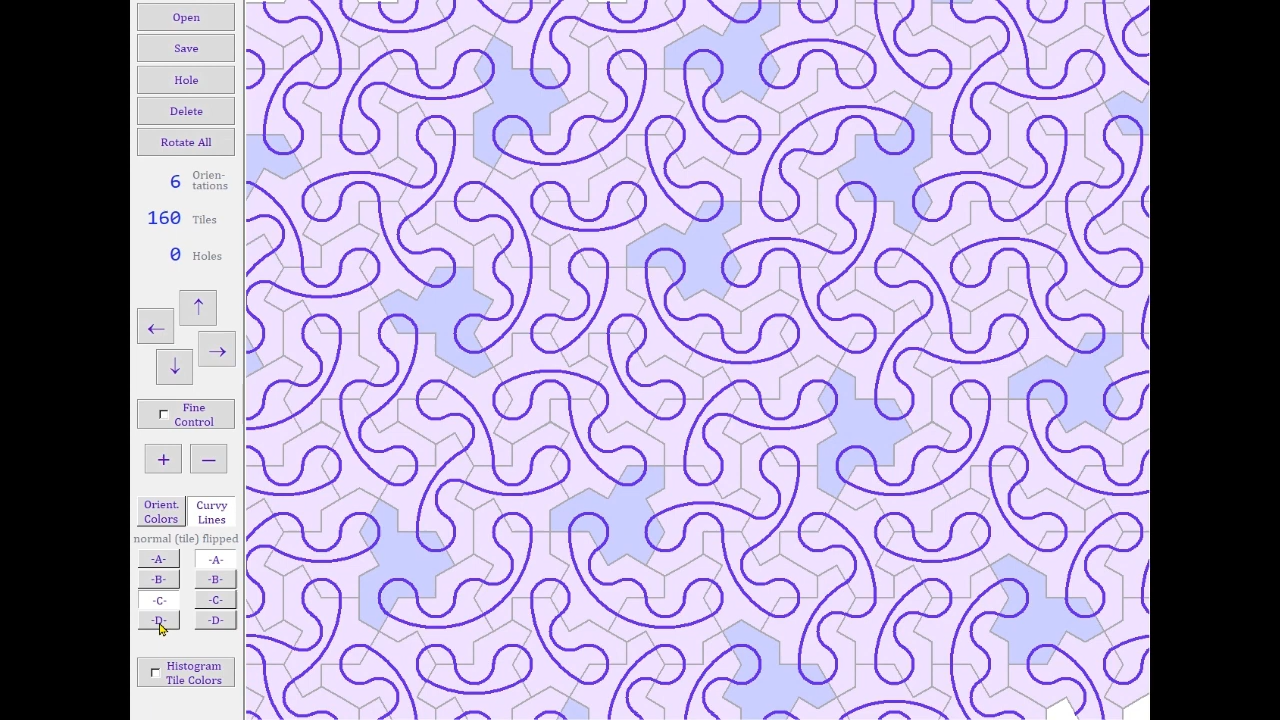 Open
Save
Hole
Delete
Rotate All
6 Orien-
tations
160 Tiles
0 Holes
↑
←
→
↓
Fine
Control
+ −
Orient. Curvy
Colors Lines
normal (tile) flipped
-A- -A-
-B- -B-
-C- -C-
-D- -D-
Histogram
Tile Colors